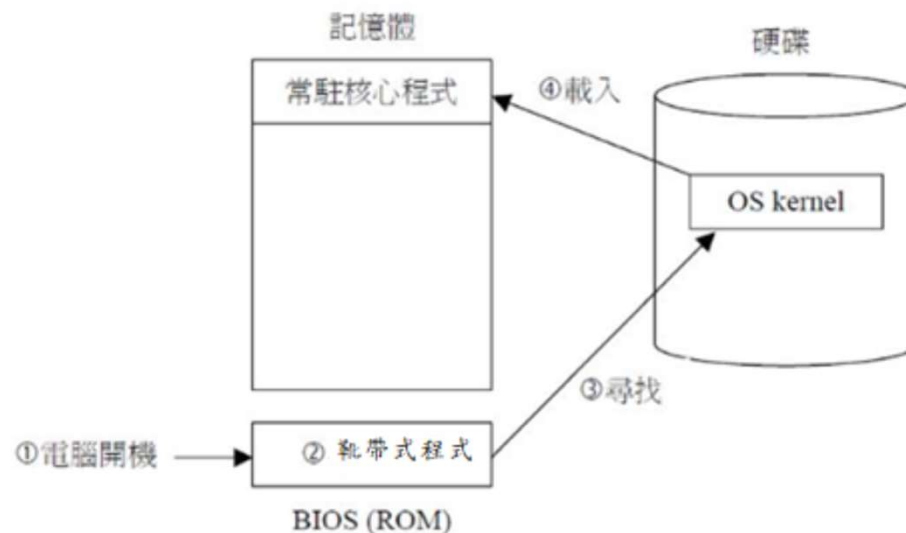 記憶體
硬碟
常駐核心程式
④載入
OS kernel
③尋找
①電腦開機
② 靴帶式程式
BIOS (ROM)